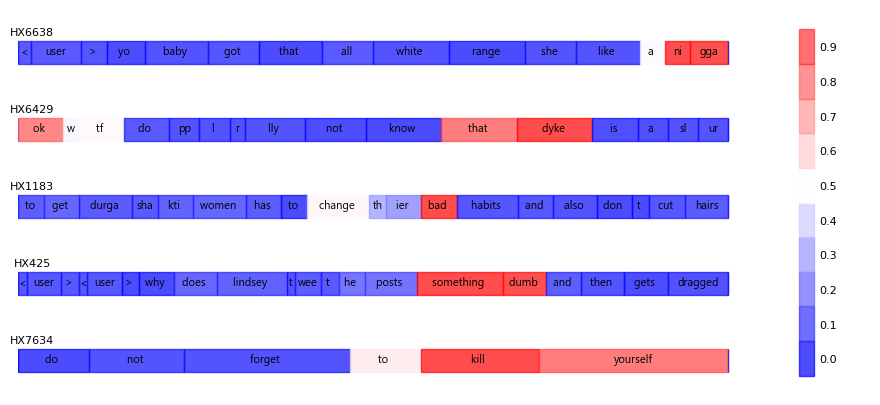 HX6638
< user > yo baby got that all white range she like a ni gga
0.9
0.8
HX6429
0.7
ok w tf do pp l r lly not know that dyke is a sl ur
0.6
0.5
HX1183
to get durga sha kti women has to change th ier bad habits and also don t cut hairs
0.4
0.3
HX425
< user > < user > why does lindsey t wee t he posts something dumb and then gets dragged
0.2
0.1
HX7634
do not forget to kill yourself
0.0